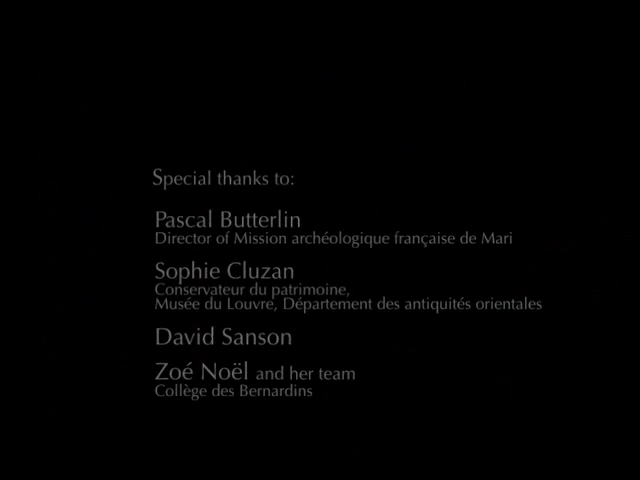 Special thanks to:
Pascal Butterlin
Director of Mission archéologique française de Mari
Sophie Cluzan
Conservateur du patrimoine,
Musée du Louvre, Département des antiquités orientales
David Sanson
Zoé Noël and her team
Collège des Bernardins